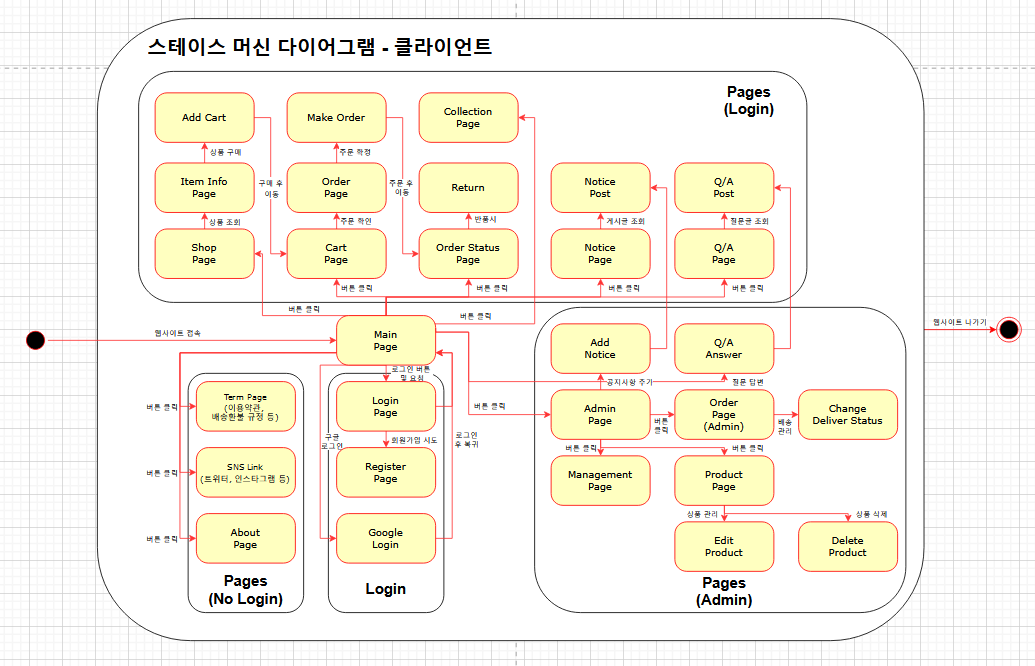 스테이스 머신 다이어그램 - 클라이언트
Pages
(Login)
Add Cart
Make Order
Collection
Page
상품 구매
주문 확정
구매 후
이동
주문 후
이동
Item Info
Page
Order
Page
Return
Notice
Post
Q/A
Post
상품 조회
주문 확인
반품시
게시글 조회
질문글 조회
Shop
Page
Cart
Page
Order Status
Page
Notice
Page
Q/A
Page
버튼 클릭
버튼 클릭
버튼 클릭
버튼 클릭
버튼 클릭
버튼 클릭
웹사이트 접속
웹사이트 나가기
Main
Page
Add
Notice
Q/A
Answer
로그인 버튼
및 요청
공지사항 추가
질문 답변
버튼 클릭
Term Page
(이용약관,
배송환불 규정 등)
Login
Page
버튼 클릭
Admin
Page
버튼
클릭
Order
Page
(Admin)
배송
관리
Change
Deliver Status
구글
로그인
회원가입 시도
로그인
후 복귀
버튼 클릭
버튼 클릭
버튼 클릭
SNS Link
(트위터, 인스타그램 등)
Register
Page
Management
Page
Product
Page
상품 관리
상품 삭제
버튼 클릭
About
Page
Google
Login
Edit
Product
Delete
Product
Pages
(No Login)
Login
Pages
(Admin)